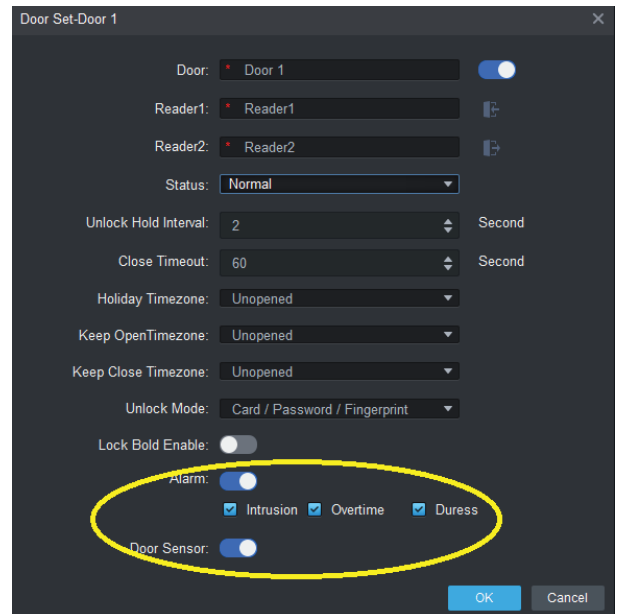 Door Set-Door 1
Door: * Door 1
Reader1: * Reader1
Reader2: * Reader2
Status: Normal
Unlock Hold Interval: 2 Second
Close Timeout: 60 Second
Holiday Timezone: Unopened
Keep OpenTimezone: Unopened
Keep Close Timezone: Unopened
Unlock Mode: Card / Password / Fingerprint
Lock Bold Enable:
Alarm:
Intrusion Overtime Duress
Door Sensor:
OK Cancel